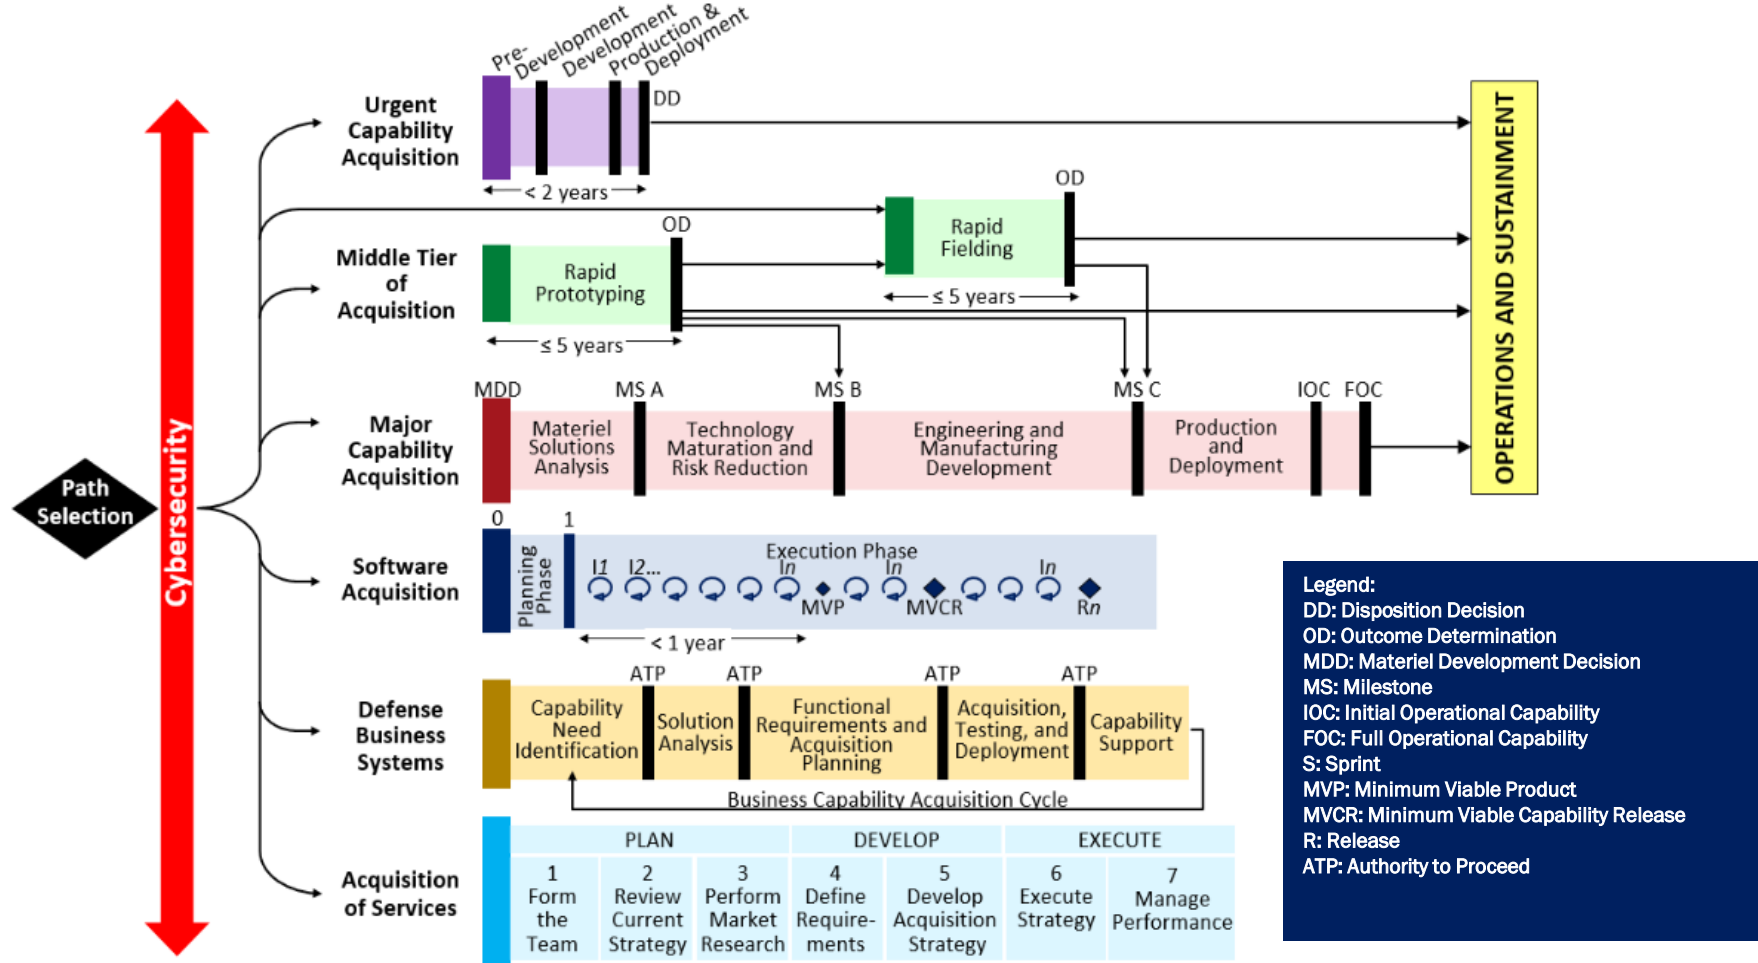 Pre-
Development
Development
Production &
Deployment
DD
Urgent
Capability
Acquisition
< 2 years
OD
Rapid
Fielding
≤ 5 years
OD
Middle Tier
of
Acquisition
Rapid
Prototyping
≤ 5 years
MDD
MS A
MS B
MS C
IOC
FOC
Major
Capability
Acquisition
Materiel
Solutions
Analysis
Technology
Maturation and
Risk Reduction
Engineering and
Manufacturing
Development
Production
and
Deployment
OPERATIONS AND SUSTAINMENT
Path
Selection
Cybersecurity
0
1
Software
Acquisition
Planning
Phase
Execution Phase
I1
I2...
In
In
In
MVP
MVCR
Rn
< 1 year
ATP
ATP
ATP
ATP
Defense
Business
Systems
Capability
Need
Identification
Solution
Analysis
Functional
Requirements and
Acquisition
Planning
Acquisition,
Testing, and
Deployment
Capability
Support
Business Capability Acquisition Cycle
Acquisition
of Services
PLAN
DEVELOP
EXECUTE
1
Form
the
Team
2
Review
Current
Strategy
3
Perform
Market
Research
4
Define
Require-
ments
5
Develop
Acquisition
Strategy
6
Execute
Strategy
7
Manage
Performance
Legend:
DD: Disposition Decision
OD: Outcome Determination
MDD: Materiel Development Decision
MS: Milestone
IOC: Initial Operational Capability
FOC: Full Operational Capability
S: Sprint
MVP: Minimum Viable Product
MVCR: Minimum Viable Capability Release
R: Release
ATP: Authority to Proceed